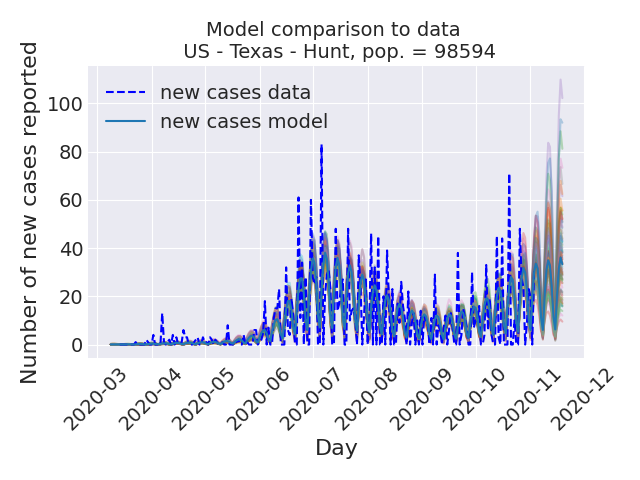 Model comparison to data
US - Texas - Hunt, pop. = 98594
Number of new cases reported
100
80
60
40
20
0
new cases data
new cases model
2020-03
2020-04
2020-05
2020-06
2020-07
2020-08
2020-09
2020-10
2020-11
2020-12
Day